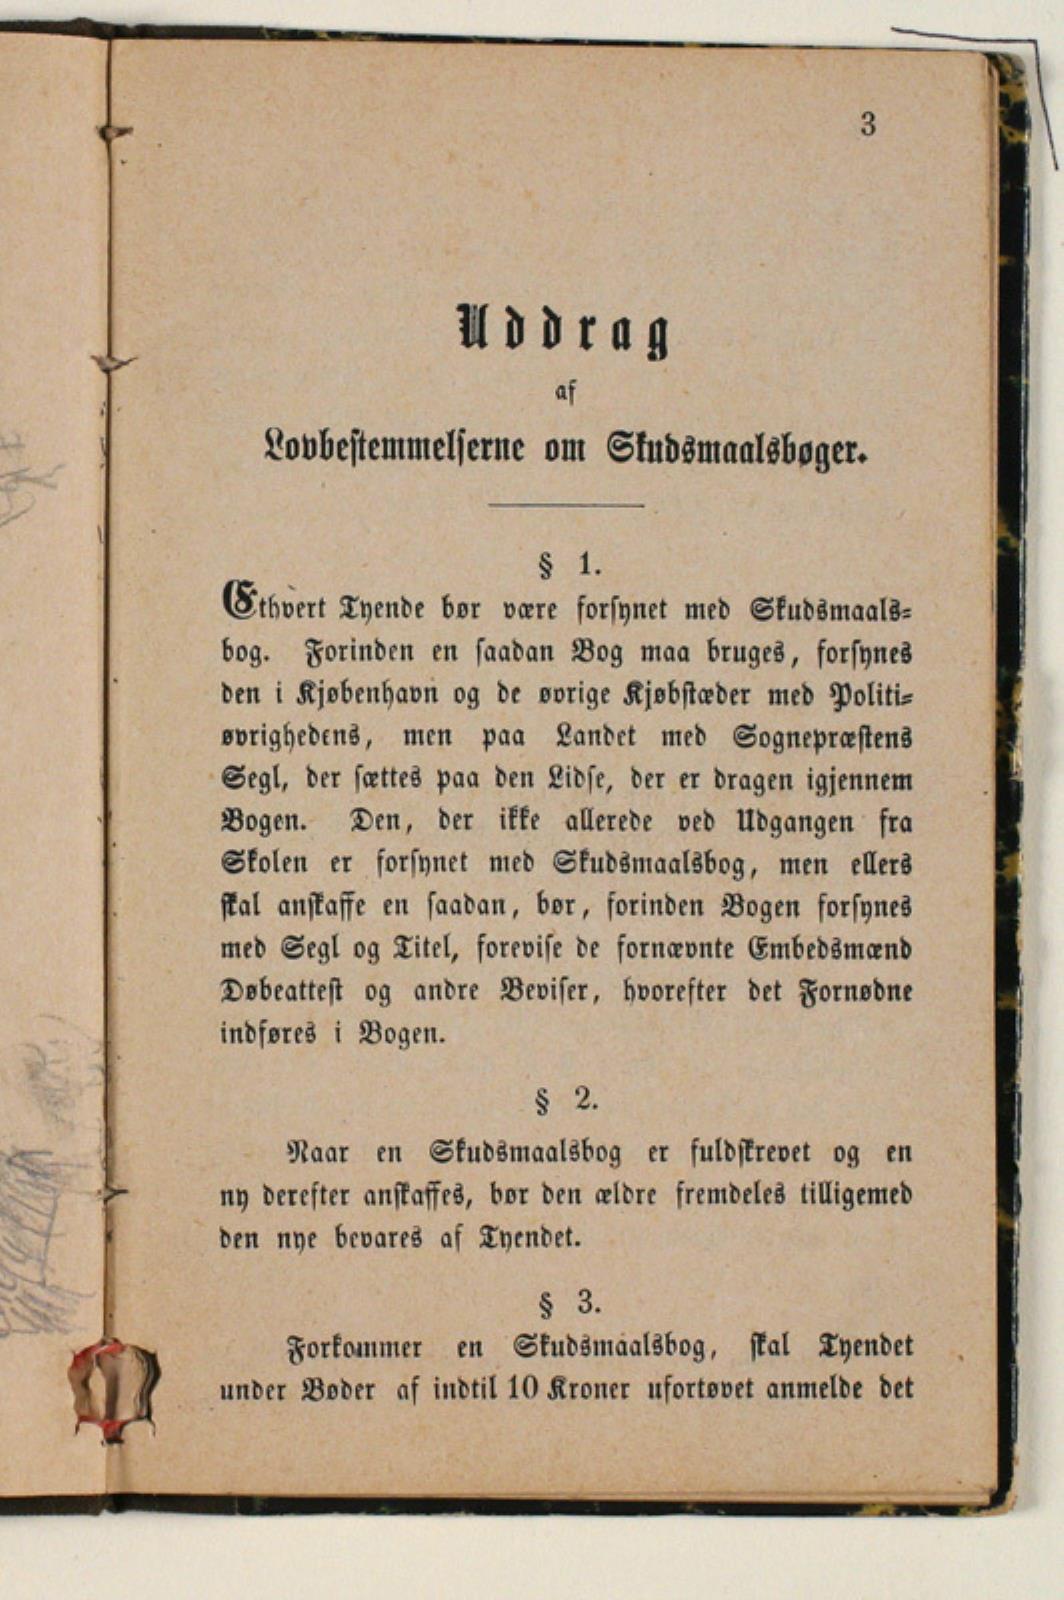 3
Uddrag
af
Lovbestemmelserne om Skudsmaalsbøger.
§ 1.
Ethvert Tyende bør være forsynet med Skudsmaals-
bog. Forinden en saadan Bog maa bruges, forsynes
den i Kjøbenhavn og de øvrige Kjøbstæder med Politi-
øvrighedens, men paa Landet med Sognepræstens
Segl, der sættes paa den Lidse, der er dragen igjennem
Bogen. Den, der ikke allerede ved Udgangen fra
Skolen er forsynet med Skudsmaalsbog, men ellers
skal anskaffe en saadan, bør, forinden Bogen forsynes
med Segl og Titel, forevise de fornævnte Embedsmænd
Døbeattest og andre Beviser, hvorefter det Fornødne
indføres i Bogen.
§ 2.
Naar en Skudsmaalsbog er fuldskrevet og en
ny derefter anskaffes, bør den ældre fremdeles tilligemed
den nye bevares af Tyendet.
§ 3.
Forkommer en Skudsmaalsbog, skal Tyendet
under Bøder af indtil 10 Kroner ufortøvet anmelde det